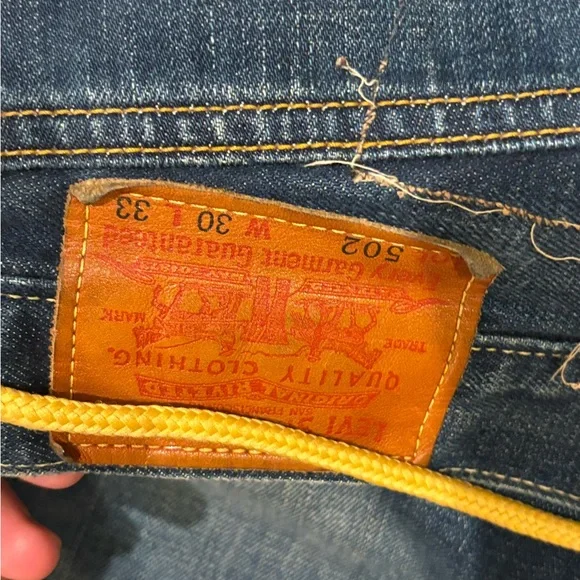 LEVI'S
ORIGINAL RIVETED
QUALITY CLOTHING.
TRADE MARK
Every Garment Guaranteed
502 W 30 L 33